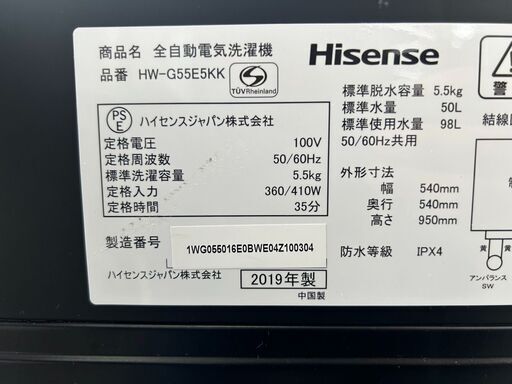 商品名 全自動電気洗濯機
品番 HW-G55E5KK
TÜVRheinland
PS
E
ハイセンスジャパン株式会社
定格電圧 100V
定格周波数 50/60Hz
標準洗濯容量 5.5kg
定格入力 360/410W
定格時間 35分
製造番号 1WG055016E0BWE04Z100304
ハイセンスジャパン株式会社
2019年製
中国製
Hisense
標準脱水容量 5.5kg
標準水量 50L
標準使用水量 98L
50/60Hz共用
外形寸法
幅 540mm
奥行 540mm
高さ 950mm
防水等級 IPX4
警
結線
黄 黄
アンバランス
SW